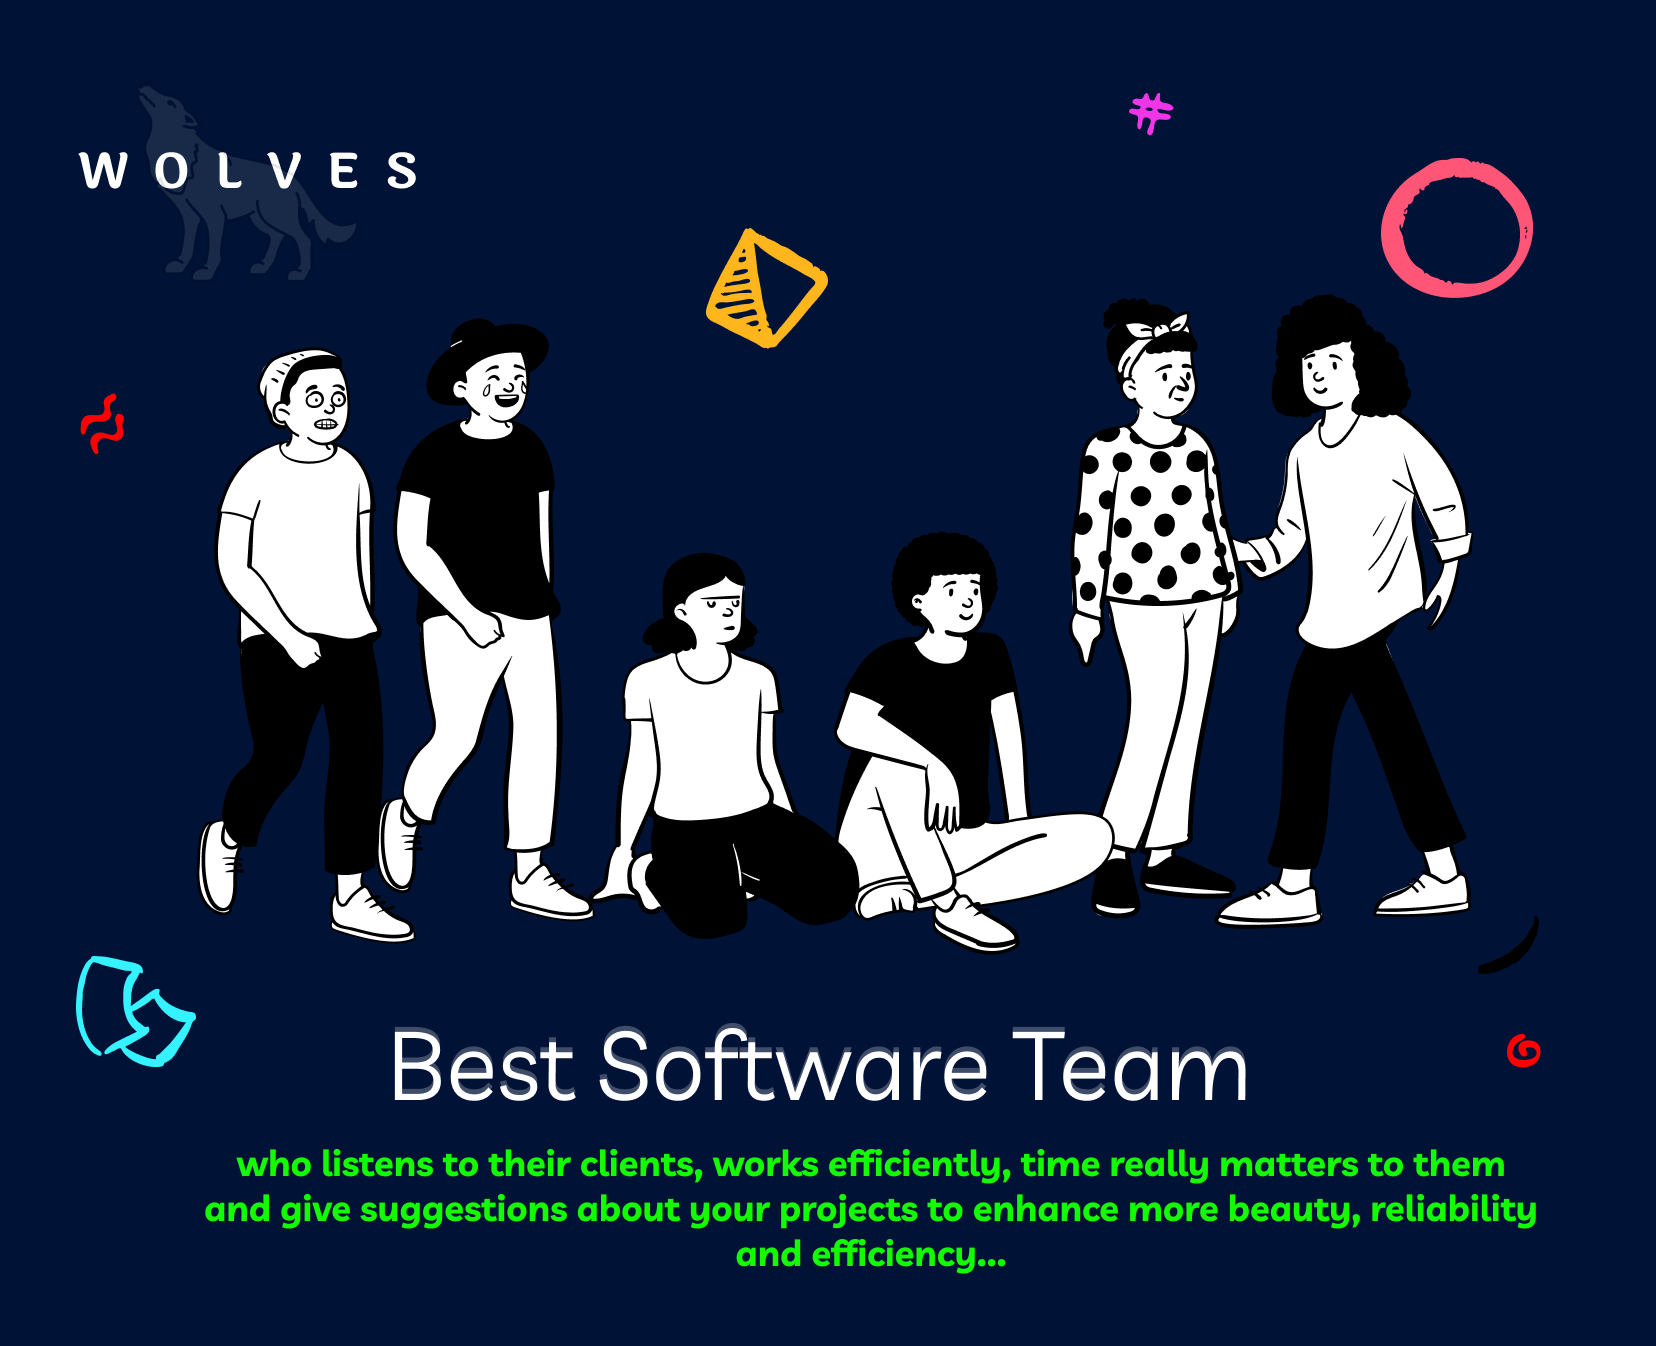 WOLVES
Best Software Team
who listens to their clients, works efficiently, time really matters to them
and give suggestions about your projects to enhance more beauty, reliability
and efficiency...